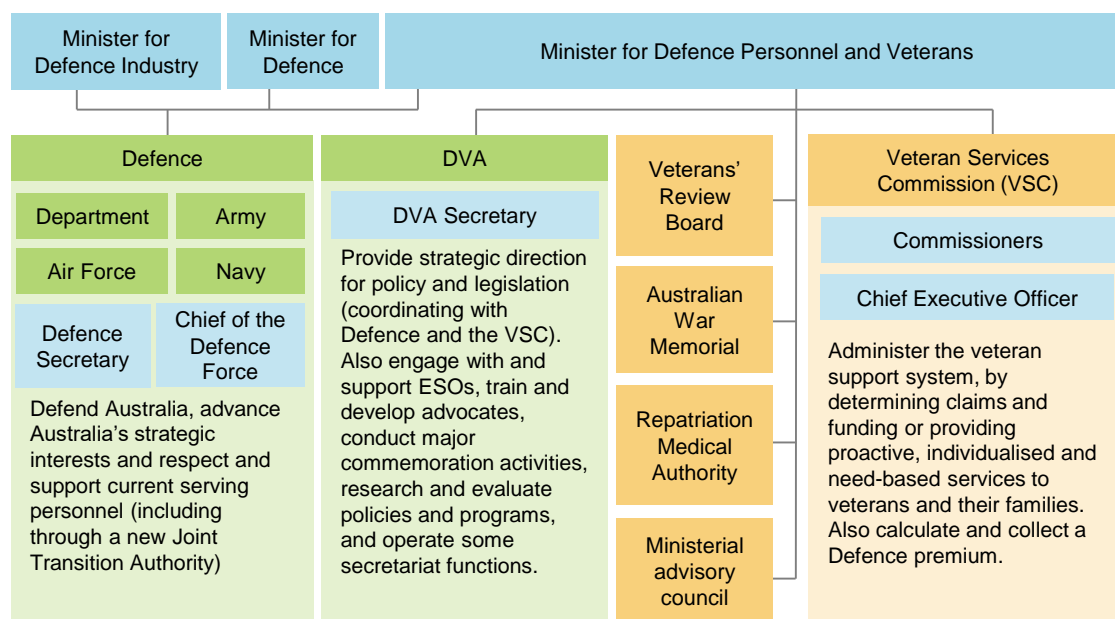 Minister for
Defence Industry
Minister for
Defence
Minister for Defence Personnel and Veterans
Defence
Department
Army
Air Force
Navy
Defence
Secretary
Chief of the
Defence
Force
Defend Australia, advance
Australia’s strategic
interests and respect and
support current serving
personnel (including
through a new Joint
Transition Authority)
DVA
DVA Secretary
Provide strategic direction
for policy and legislation
(coordinating with
Defence and the VSC).
Also engage with and
support ESOs, train and
develop advocates,
conduct major
commemoration activities,
research and evaluate
policies and programs,
and operate some
secretariat functions.
Veterans’
Review
Board
Australian
War
Memorial
Repatriation
Medical
Authority
Ministerial
advisory
council
Veteran Services
Commission (VSC)
Commissioners
Chief Executive Officer
Administer the veteran
support system, by
determining claims and
funding or providing
proactive, individualised and
need-based services to
veterans and their families.
Also calculate and collect a
Defence premium.